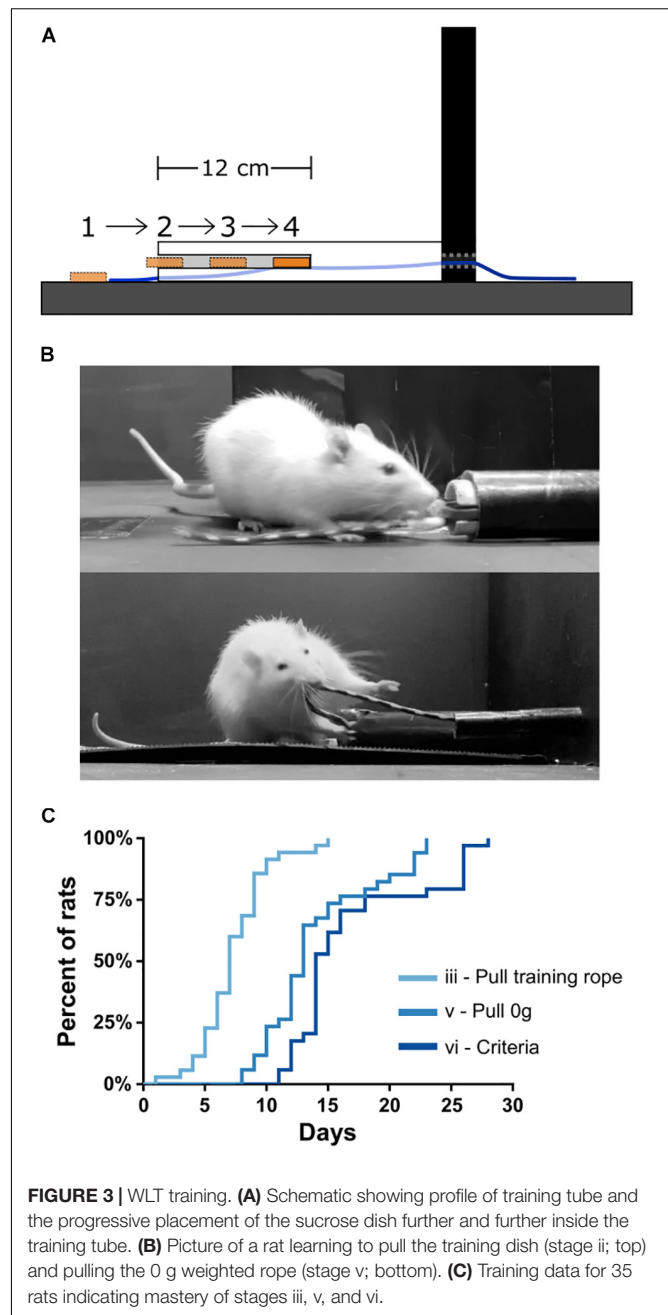 A
12 cm
1 → 2 → 3 → 4
B
C
100%
75%
50%
25%
0%
Percent of rats
iii - Pull training rope
v - Pull 0g
vi - Criteria
0 5 10 15 20 25 30
Days
FIGURE 3 | WLT training. (A) Schematic showing profile of training tube and
the progressive placement of the sucrose dish further and further inside the
training tube. (B) Picture of a rat learning to pull the training dish (stage ii; top)
and pulling the 0 g weighted rope (stage v; bottom). (C) Training data for 35
rats indicating mastery of stages iii, v, and vi.